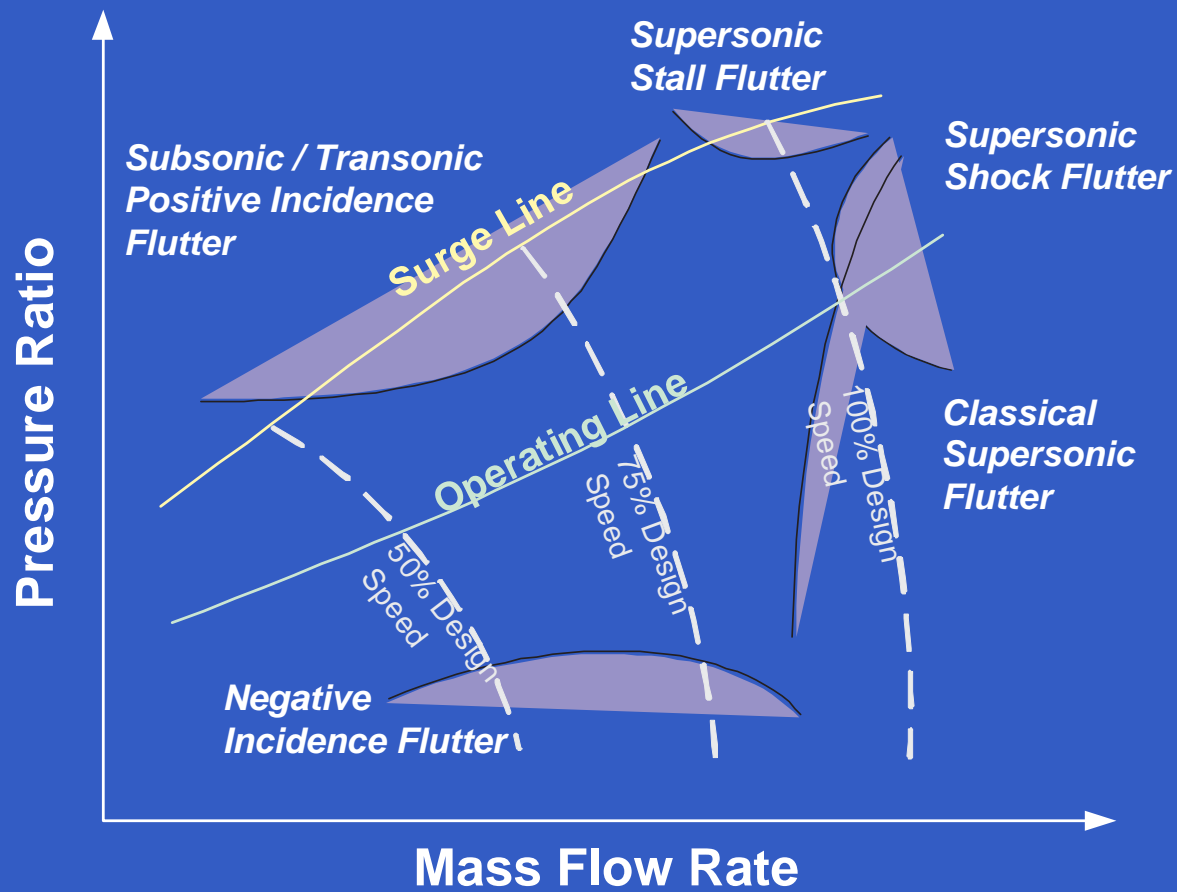 Supersonic
Stall Flutter
Supersonic
Shock Flutter
Subsonic / Transonic
Positive Incidence
Flutter
Surge Line
Pressure Ratio
Operating Line
100% Design
Speed
Classical
Supersonic
Flutter
75% Design
Speed
50% Design
Speed
Negative
Incidence Flutter
Mass Flow Rate